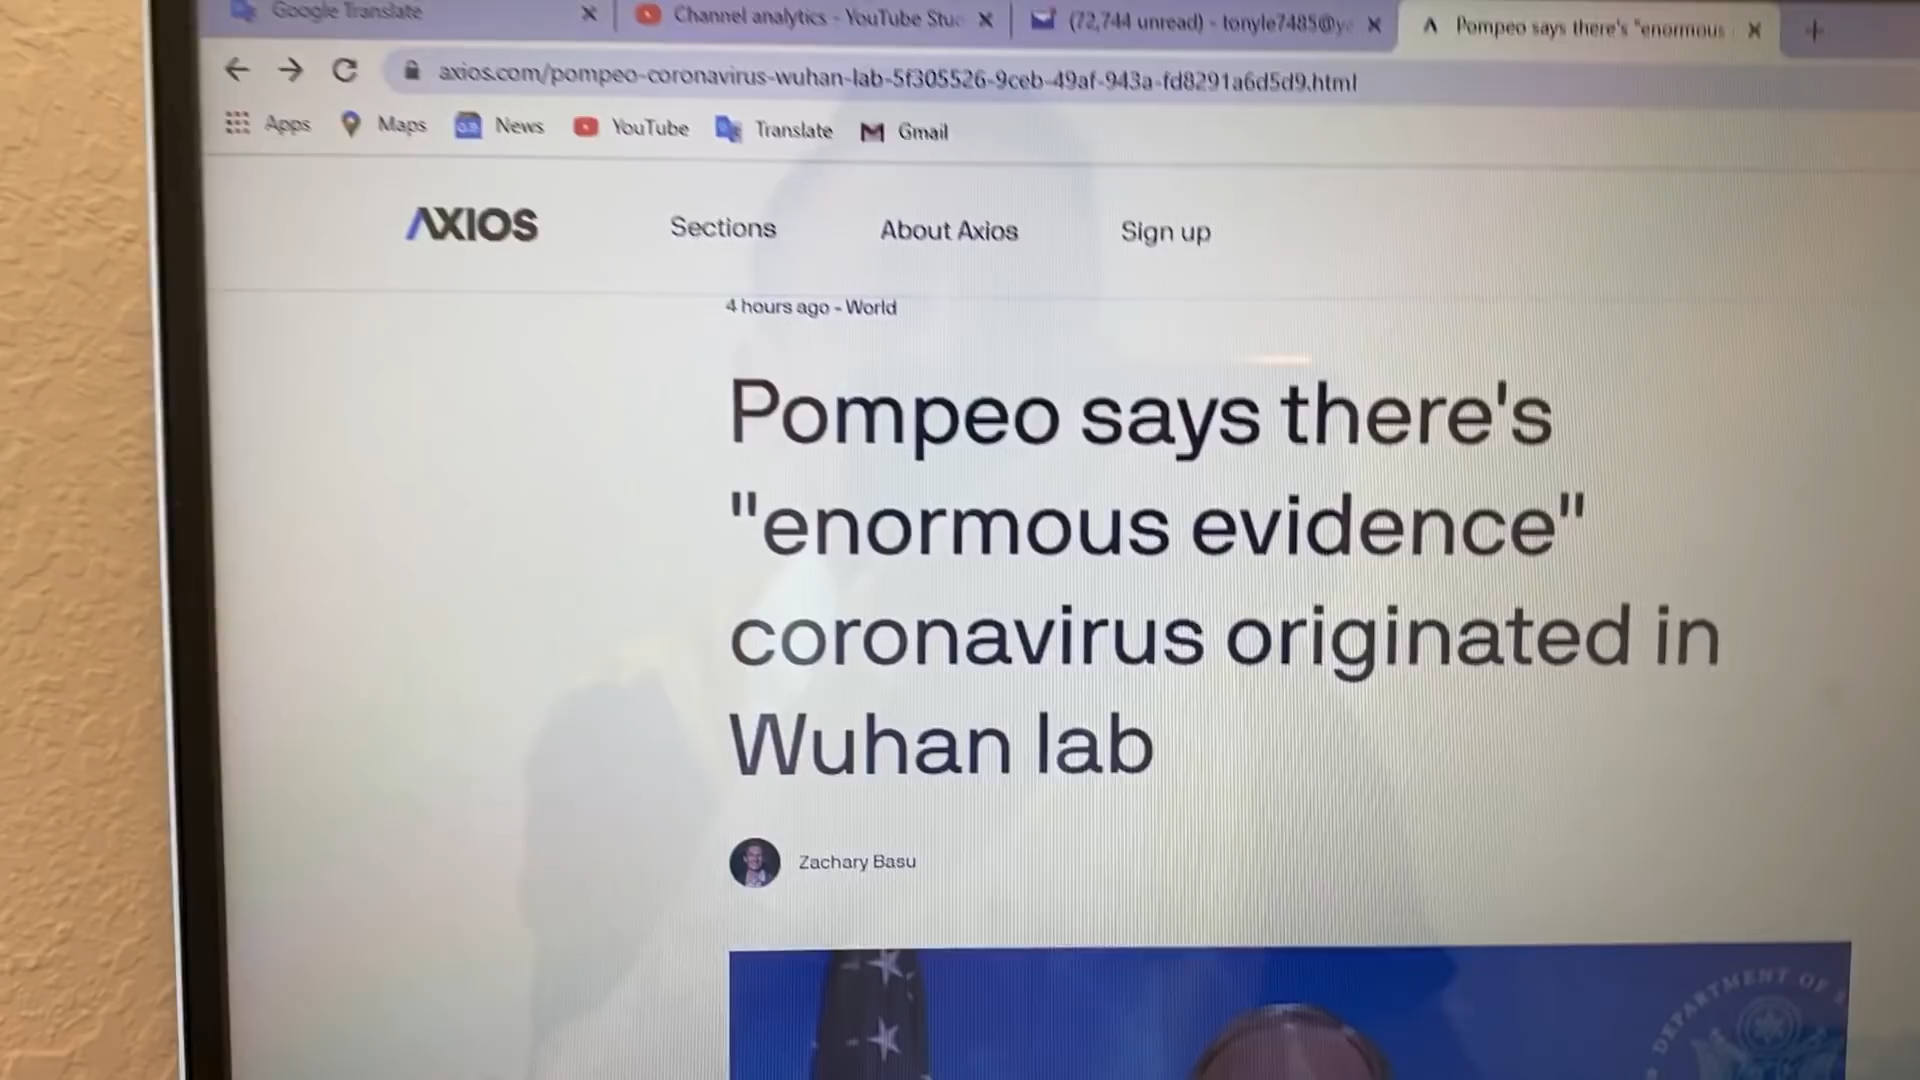 Google Translate
Channel analytics - YouTube Stu
(72,744 unread) - tonyle7485@y
Pompeo says there's "enormous
axios.com/pompeo-coronavirus-wuhan-lab-5f305526-9ceb-49af-943a-fd8291a6d5d9.html
Apps Maps News YouTube Translate Gmail
AXIOS Sections About Axios Sign up
4 hours ago - World
Pompeo says there's
"enormous evidence"
coronavirus originated in
Wuhan lab
Zachary Basu
DEPARTMENT OF